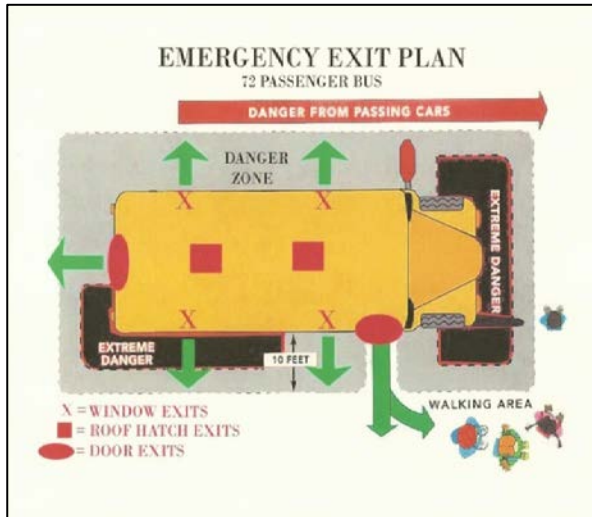 EMERGENCY EXIT PLAN
72 PASSENGER BUS
DANGER FROM PASSING CARS
DANGER
ZONE
X
X
EXTREME DANGER
X
X
EXTREME
DANGER
10 FEET
WALKING AREA
X = WINDOW EXITS
= ROOF HATCH EXITS
= DOOR EXITS